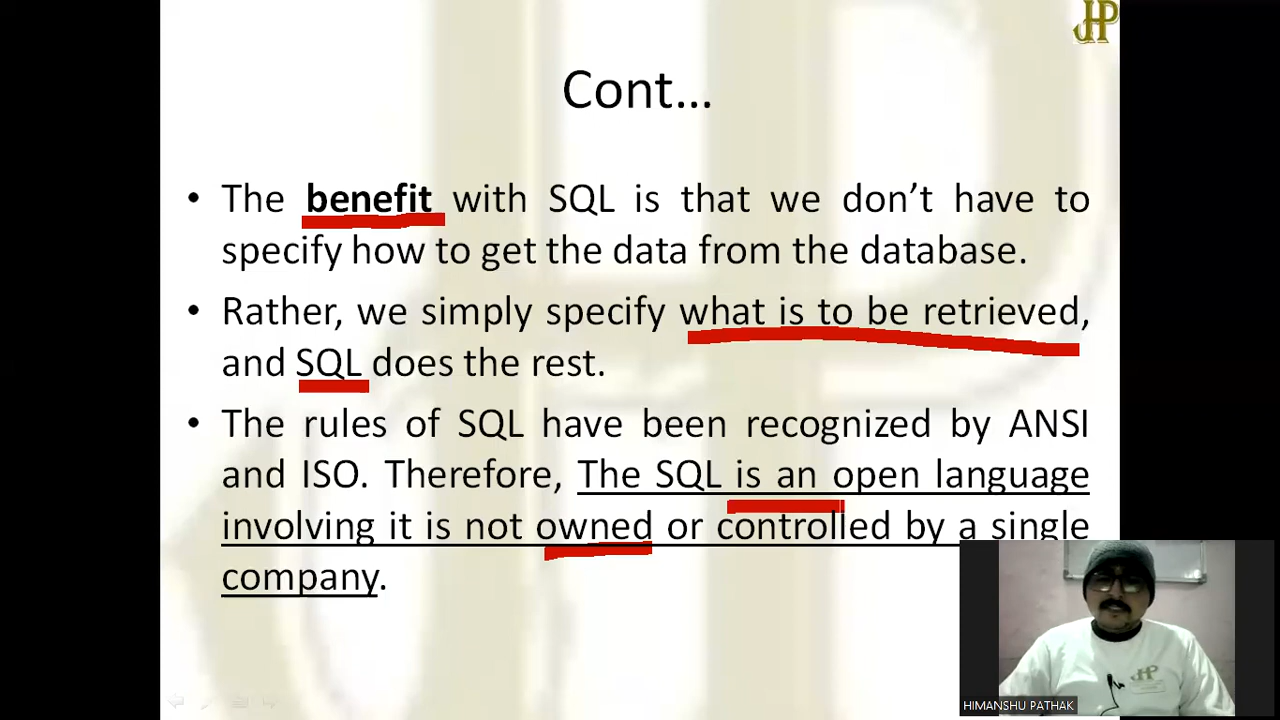 JHP
Cont…
• The benefit with SQL is that we don’t have to
specify how to get the data from the database.
• Rather, we simply specify what is to be retrieved,
and SQL does the rest.
• The rules of SQL have been recognized by ANSI
and ISO. Therefore, The SQL is an open language
involving it is not owned or controlled by a single
company.
JHP
HIMANSHU PATHAK